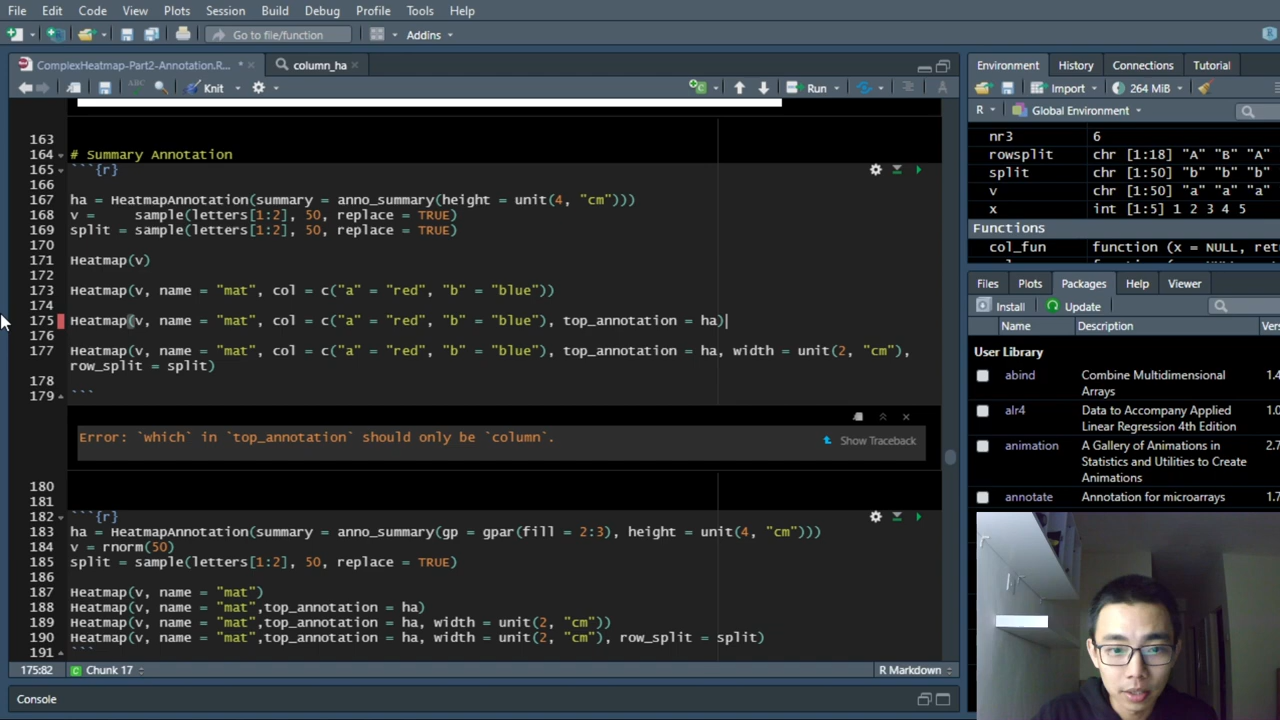 File Edit Code View Plots Session Build Debug Profile Tools Help
Go to file/function Addins
ComplexHeatmap-Part2-Annotation.R... column_ha
Knit Run
163
164 # Summary Annotation
165 ```{r}
166
167 ha = HeatmapAnnotation(summary = anno_summary(height = unit(4, "cm")))
168 v = sample(letters[1:2], 50, replace = TRUE)
169 split = sample(letters[1:2], 50, replace = TRUE)
170
171 Heatmap(v)
172
173 Heatmap(v, name = "mat", col = c("a" = "red", "b" = "blue"))
174
175 Heatmap(v, name = "mat", col = c("a" = "red", "b" = "blue"), top_annotation = ha)
176
177 Heatmap(v, name = "mat", col = c("a" = "red", "b" = "blue"), top_annotation = ha, width = unit(2, "cm"),
row_split = split)
178
179 ```
Error: `which` in `top_annotation` should only be `column`.
Show Traceback
180
181
182 ```{r}
183 ha = HeatmapAnnotation(summary = anno_summary(gp = gpar(fill = 2:3), height = unit(4, "cm")))
184 v = rnorm(50)
185 split = sample(letters[1:2], 50, replace = TRUE)
186
187 Heatmap(v, name = "mat")
188 Heatmap(v, name = "mat",top_annotation = ha)
189 Heatmap(v, name = "mat",top_annotation = ha, width = unit(2, "cm"))
190 Heatmap(v, name = "mat",top_annotation = ha, width = unit(2, "cm"), row_split = split)
191 ```
175:82 Chunk 17 R Markdown
Console
Environment History Connections Tutorial
Import 264 MiB
R Global Environment
nr3 6
rowsplit chr [1:18] "A" "B" "A"
split chr [1:50] "b" "b" "b"
v chr [1:50] "a" "a" "a"
x int [1:5] 1 2 3 4 5
Functions
col_fun function (x = NULL, ret
Files Plots Packages Help Viewer
Install Update
Name Description Vers
User Library
abind Combine Multidimensional 1.4
Arrays
alr4 Data to Accompany Applied 1.0
Linear Regression 4th Edition
animation A Gallery of Animations in 2.7
Statistics and Utilities to Create
Animations
annotate Annotation for microarrays 1.7